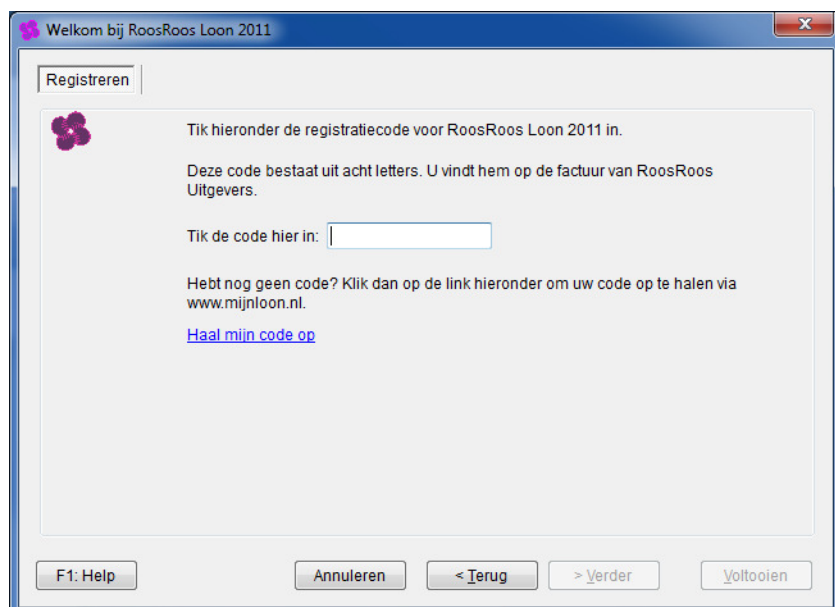 Welkom bij RoosRoos Loon 2011
Registreren
Tik hieronder de registratiecode voor RoosRoos Loon 2011 in.
Deze code bestaat uit acht letters. U vindt hem op de factuur van RoosRoos
Uitgevers.
Tik de code hier in:
Hebt nog geen code? Klik dan op de link hieronder om uw code op te halen via
www.mijnloon.nl.
Haal mijn code op
F1: Help
Annuleren
< Terug
> Verder
Voltooien